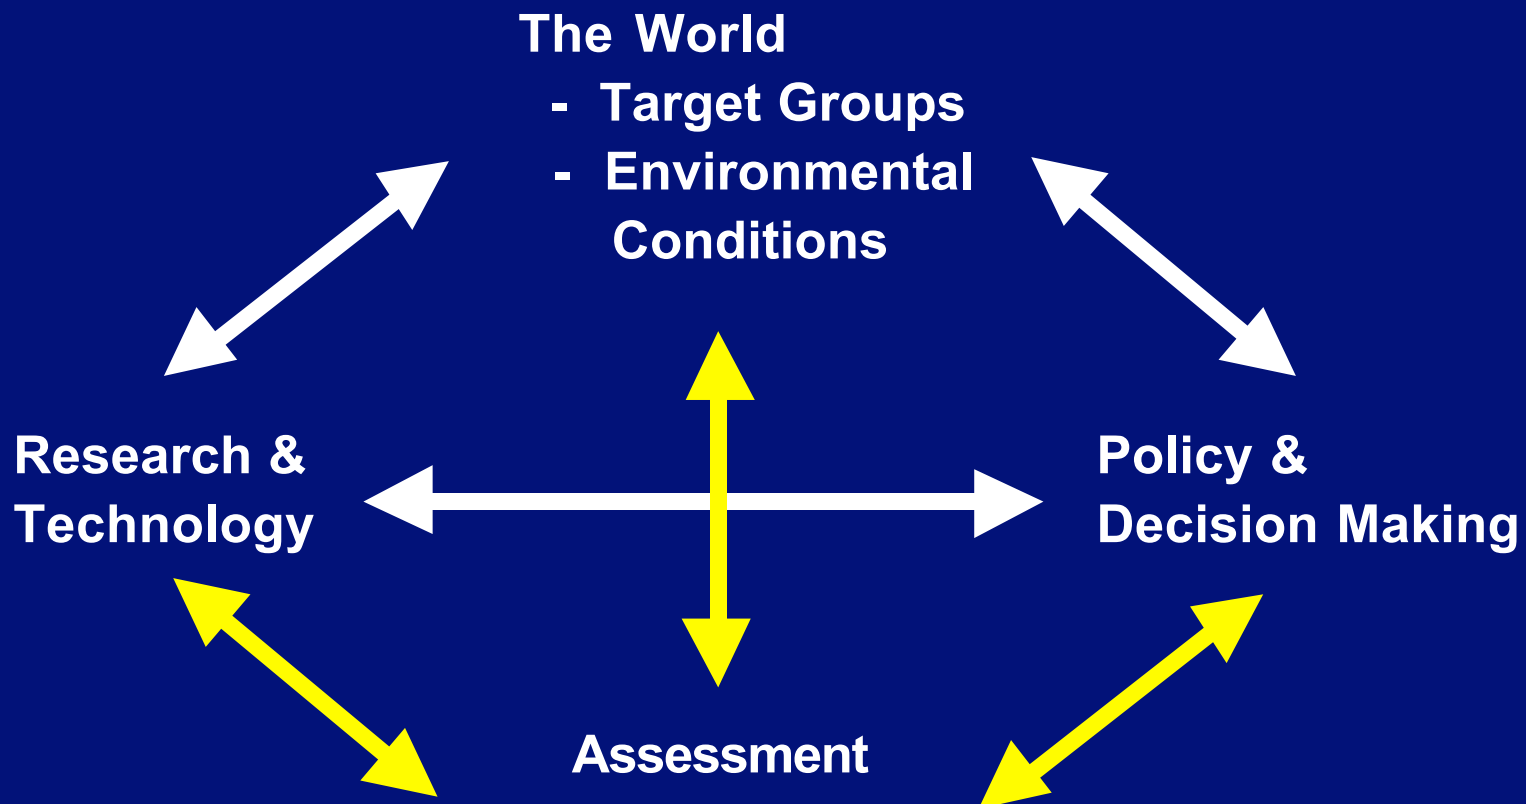 The World
- Target Groups
- Environmental
Conditions
Research &
Technology
Policy &
Decision Making
Assessment